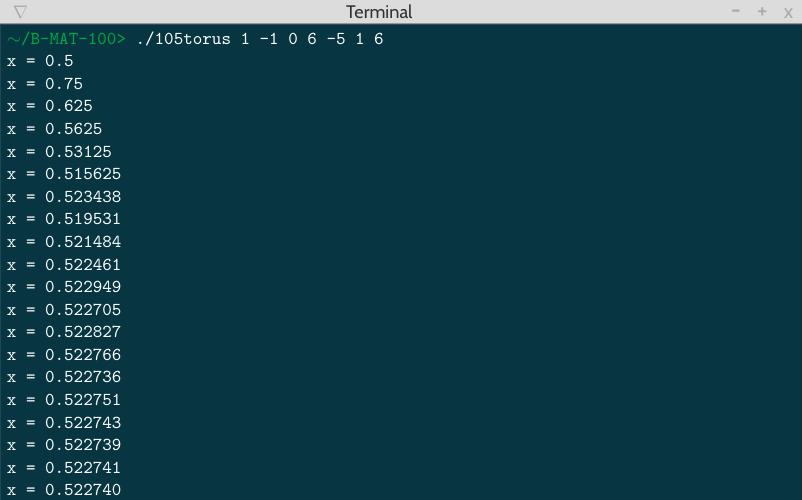 Terminal
~/B-MAT-100> ./105torus 1 -1 0 6 -5 1 6
x = 0.5
x = 0.75
x = 0.625
x = 0.5625
x = 0.53125
x = 0.515625
x = 0.523438
x = 0.519531
x = 0.521484
x = 0.522461
x = 0.522949
x = 0.522705
x = 0.522827
x = 0.522766
x = 0.522736
x = 0.522751
x = 0.522743
x = 0.522739
x = 0.522741
x = 0.522740